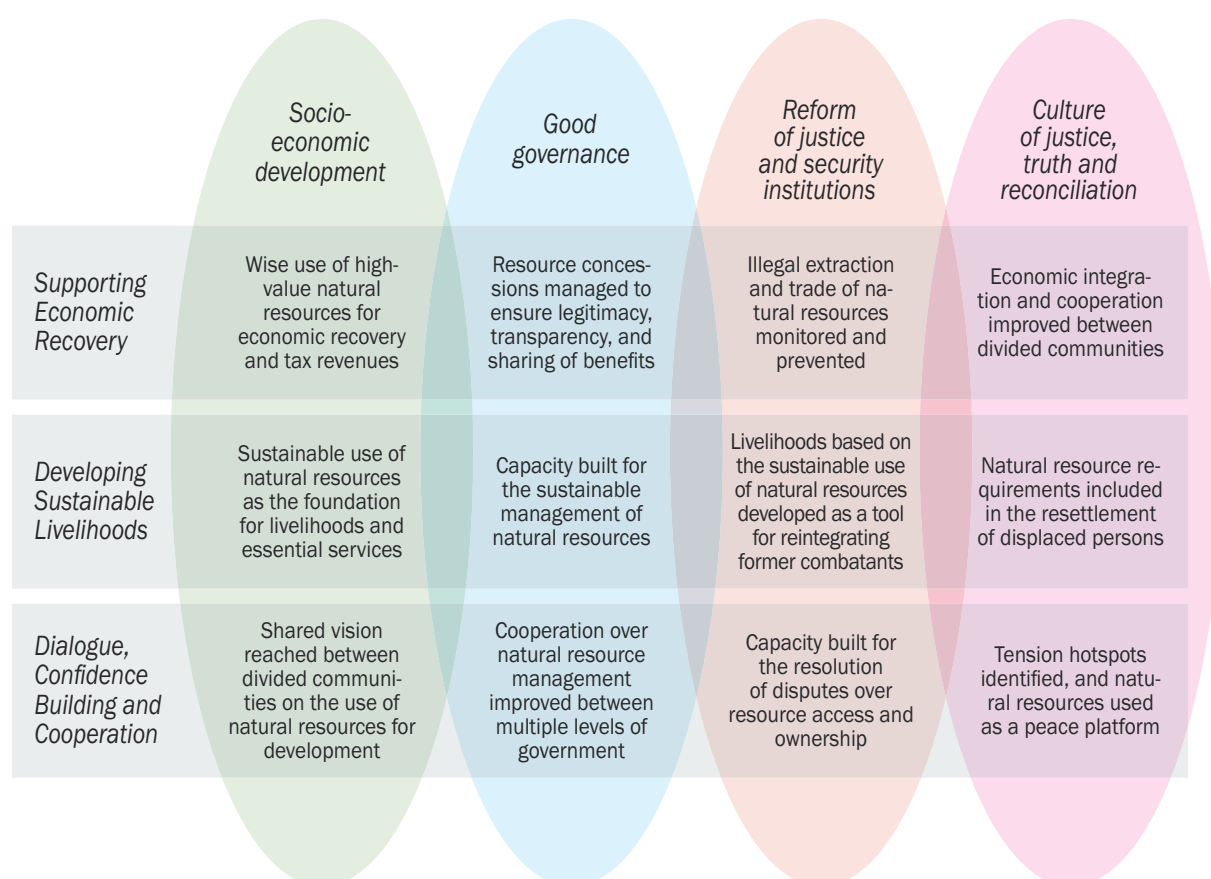 Socio-
economic
development
Good
governance
Reform
of justice
and security
institutions
Culture
of justice,
truth and
reconciliation
Supporting
Economic
Recovery
Wise use of high-
value natural
resources for
economic recovery
and tax revenues
Resource conces-
sions managed to
ensure legitimacy,
transparency, and
sharing of benefits
Illegal extraction
and trade of na-
tural resources
monitored and
prevented
Economic integra-
tion and cooperation
improved between
divided communities
Developing
Sustainable
Livelihoods
Sustainable use of
natural resources
as the foundation
for livelihoods and
essential services
Capacity built for
the sustainable
management of
natural resources
Livelihoods based on
the sustainable use
of natural resources
developed as a tool
for reintegrating
former combatants
Natural resource re-
quirements included
in the resettlement
of displaced persons
Dialogue,
Confidence
Building and
Cooperation
Shared vision
reached between
divided communi-
ties on the use of
natural resources for
development
Cooperation over
natural resource
management
improved between
multiple levels of
government
Capacity built for
the resolution
of disputes over
resource access and
ownership
Tension hotspots
identified, and natu-
ral resources used
as a peace platform